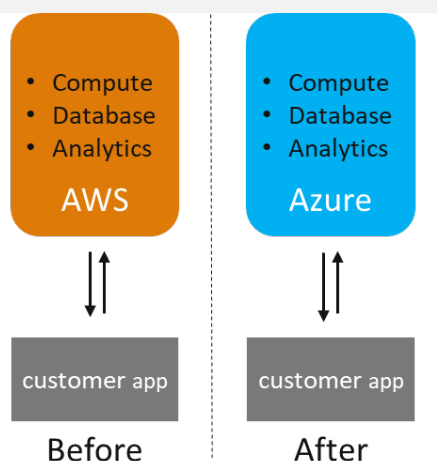 • Compute
• Database
• Analytics
AWS
customer app
Before
• Compute
• Database
• Analytics
Azure
customer app
After